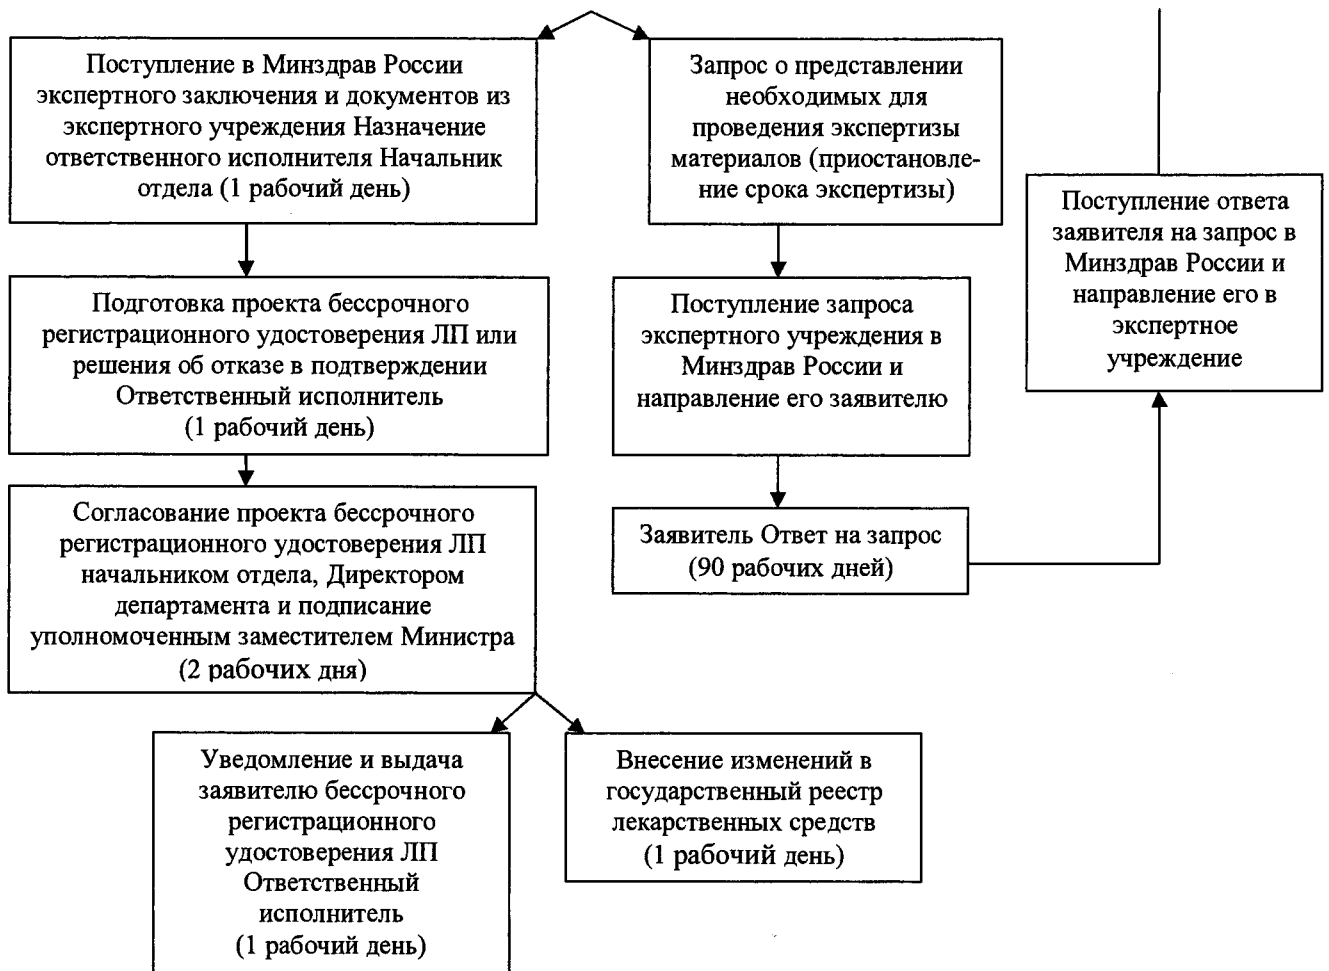 Поступление в Минздрав России
экспертного заключения и документов из
экспертного учреждения Назначение
ответственного исполнителя Начальник
отдела (1 рабочий день)
Запрос о представлении
необходимых для
проведения экспертизы
материалов (приостановле-
ние срока экспертизы)
Поступление ответа
заявителя на запрос в
Минздрав России и
направление его в
экспертное
учреждение
Подготовка проекта бессрочного
регистрационного удостоверения ЛП или
решения об отказе в подтверждении
Ответственный исполнитель
(1 рабочий день)
Поступление запроса
экспертного учреждения в
Минздрав России и
направление его заявителю
Согласование проекта бессрочного
регистрационного удостоверения ЛП
начальником отдела, Директором
департамента и подписание
уполномоченным заместителем Министра
(2 рабочих дня)
Заявитель Ответ на запрос
(90 рабочих дней)
Уведомление и выдача
заявителю бессрочного
регистрационного
удостоверения ЛП
Ответственный
исполнитель
(1 рабочий день)
Внесение изменений в
государственный реестр
лекарственных средств
(1 рабочий день)